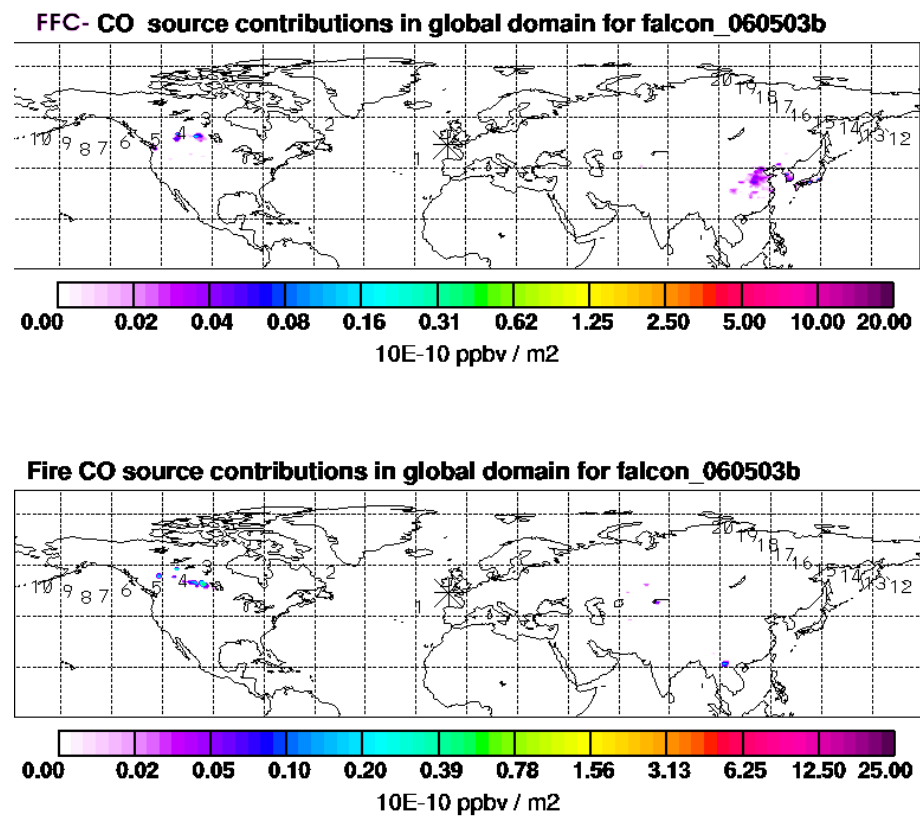 FFC- CO source contributions in global domain for falcon_060503b
20 19 18 17 16 15 14 13 12
10 9 8 7 6 5 4 3 2
1
0.00 0.02 0.04 0.08 0.16 0.31 0.62 1.25 2.50 5.00 10.00 20.00
10E-10 ppbv / m2
Fire CO source contributions in global domain for falcon_060503b
20 19 18 17 16 15 14 13 12
10 9 8 7 6 5 4 3 2
1
0.00 0.02 0.05 0.10 0.20 0.39 0.78 1.56 3.13 6.25 12.50 25.00
10E-10 ppbv / m2